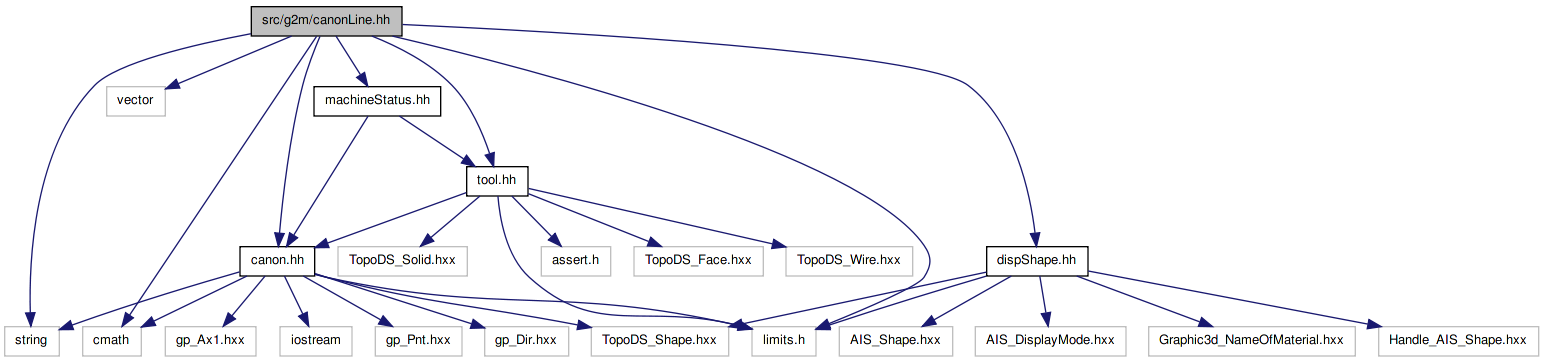 src/g2m/canonLine.hh
vector
machineStatus.hh
tool.hh
canon.hh
TopoDS_Solid.hxx
assert.h
TopoDS_Face.hxx
TopoDS_Wire.hxx
dispShape.hh
string
cmath
gp_Ax1.hxx
iostream
gp_Pnt.hxx
gp_Dir.hxx
TopoDS_Shape.hxx
limits.h
AIS_Shape.hxx
AIS_DisplayMode.hxx
Graphic3d_NameOfMaterial.hxx
Handle_AIS_Shape.hxx